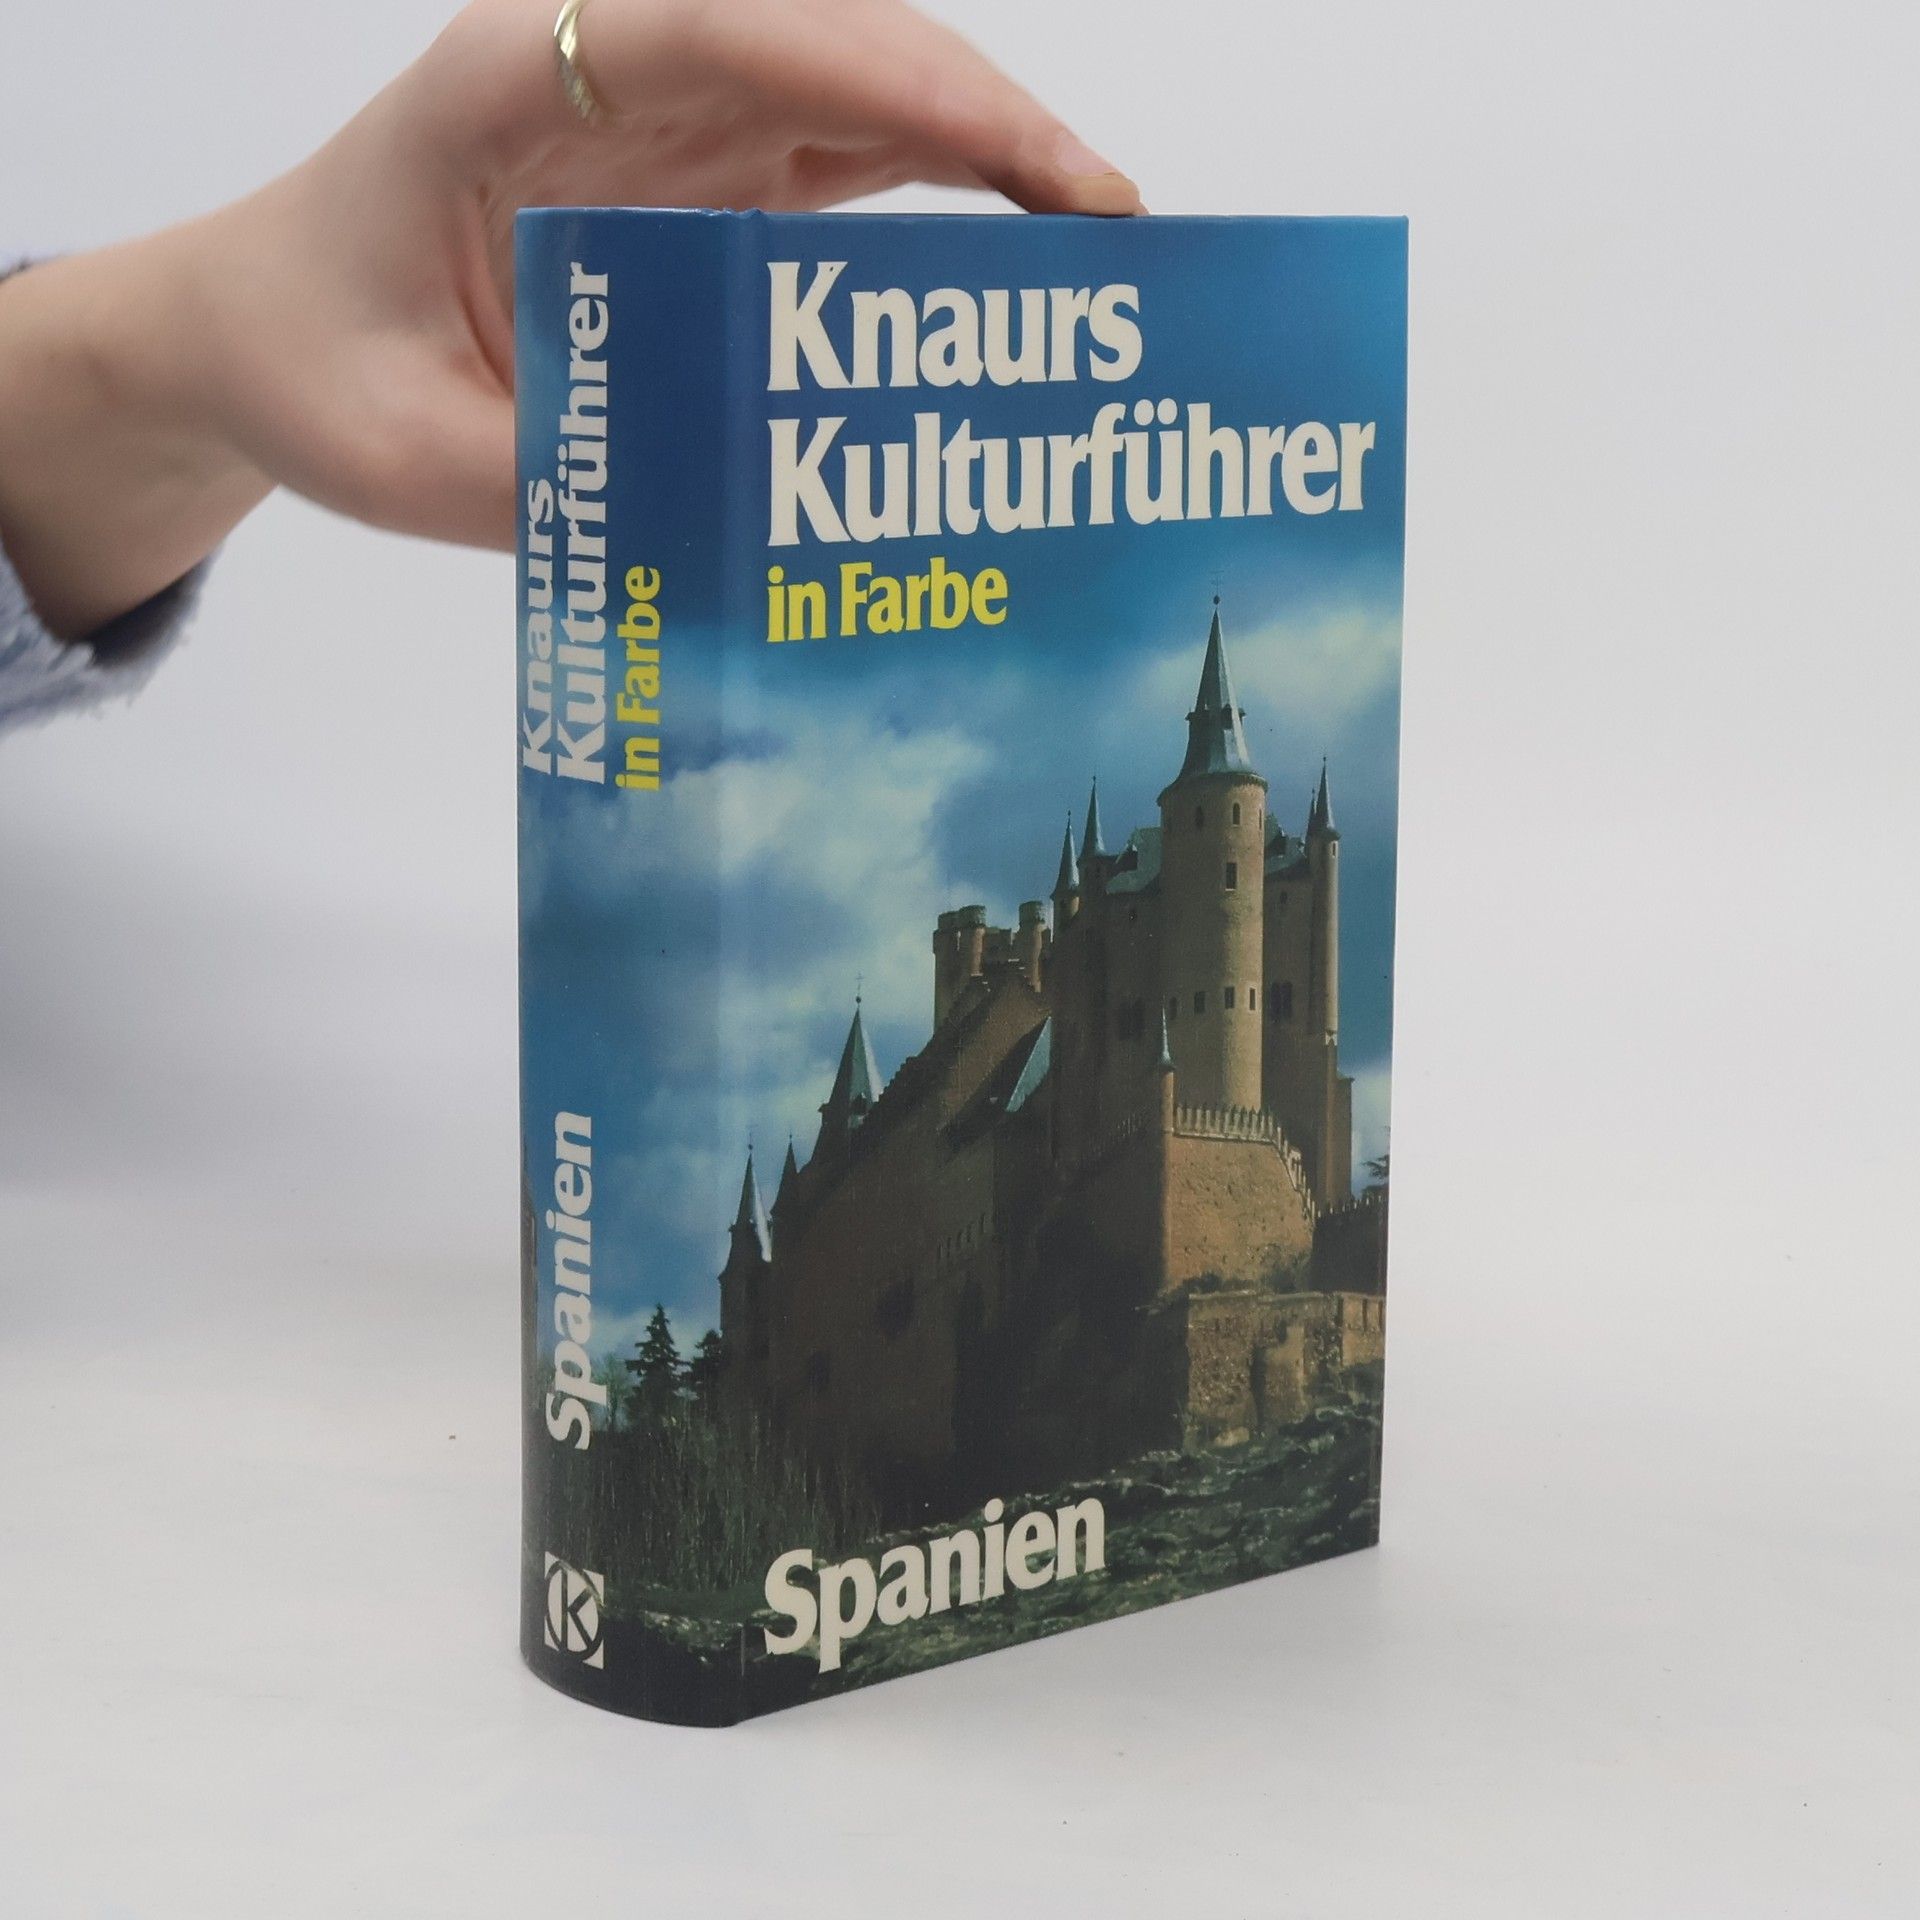 Knaurs
Kulturführer
in Farbe
Spanien
Knaurs
Kulturführer
in Farbe
Spanien
K